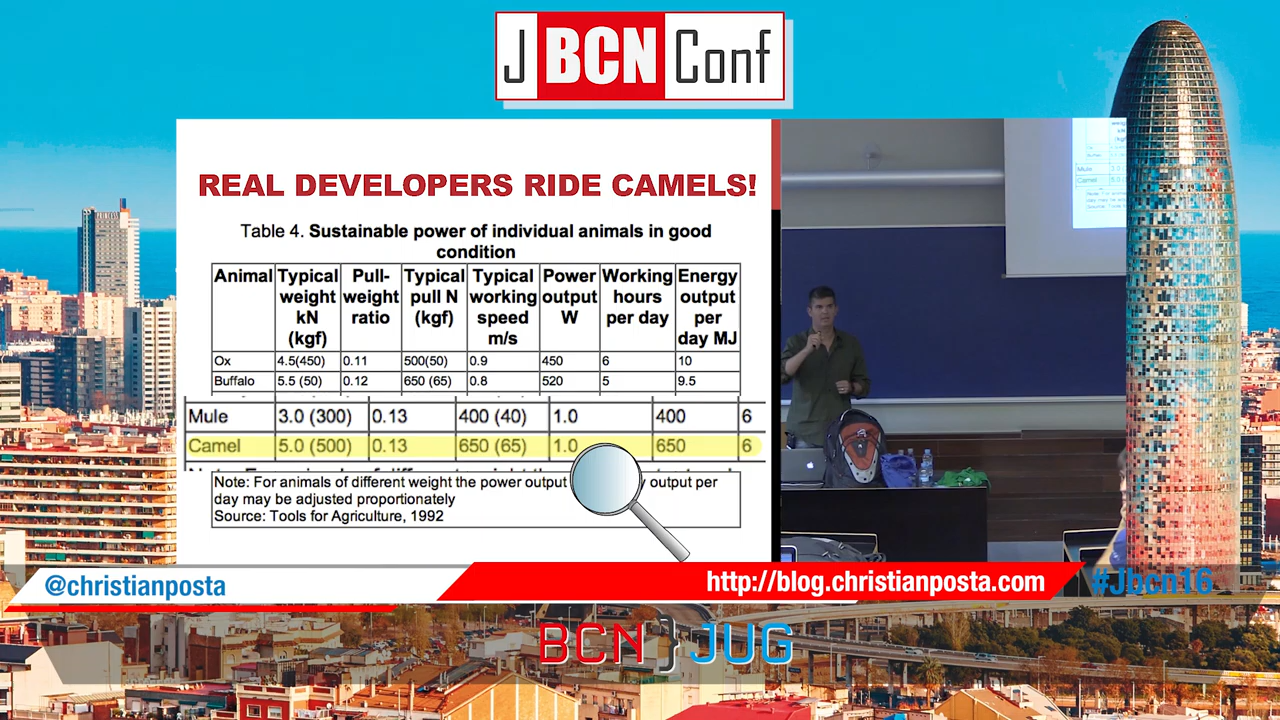 J BCN Conf
REAL DEVELOPERS RIDE CAMELS!
Table 4. Sustainable power of individual animals in good
condition
Animal Typical weight kN (kgf) Pull-weight ratio Typical pull N (kgf) Typical working speed m/s Power output W Working hours per day Energy output per day MJ
Ox 4.5(450) 0.11 500(50) 0.9 450 6 10
Buffalo 5.5 (50) 0.12 650 (65) 0.8 520 5 9.5
Mule 3.0 (300) 0.13 400 (40) 1.0 400 6
Camel 5.0 (500) 0.13 650 (65) 1.0 650 6
Note: For animals of different weight the power output output per
day may be adjusted proportionately
Source: Tools for Agriculture, 1992
Mule
Camel
@christianposta
http://blog.christianposta.com
#Jbcn16
BCN JUG